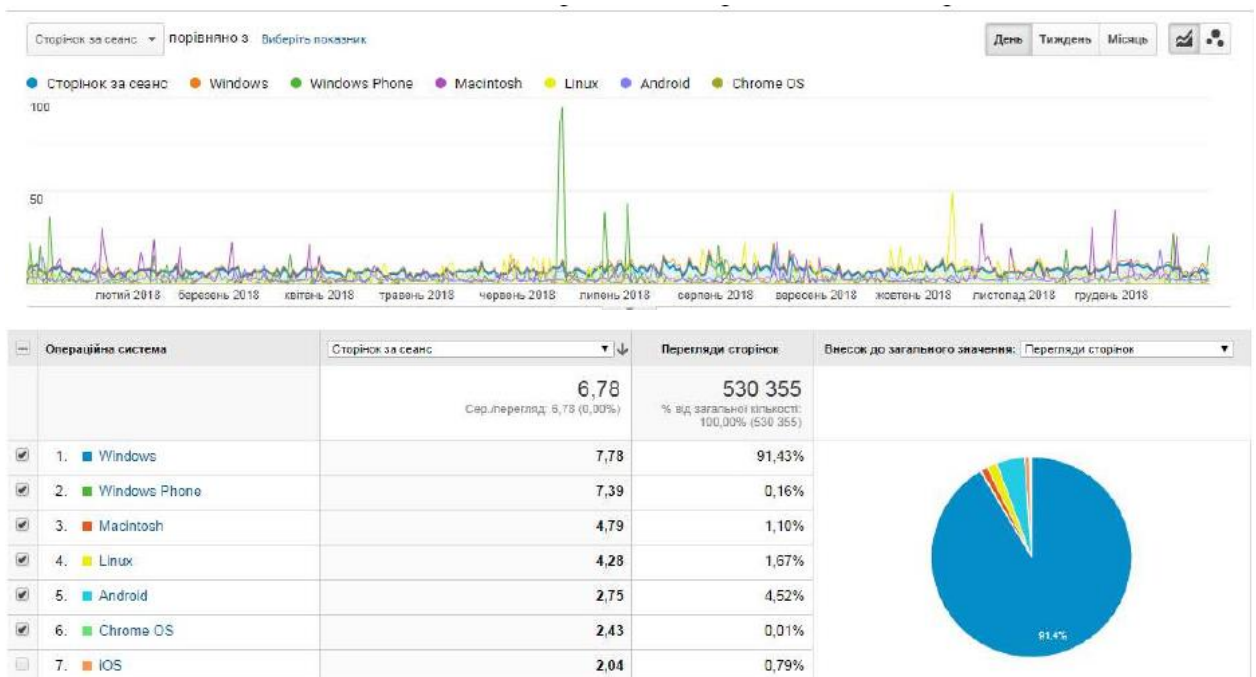 Сторінок за сеанс порівняно з Виберіть показник День Тиждень Місяць
Сторінок за сеанс Windows Windows Phone Macintosh Linux Android Chrome OS
100
50
лютий 2018 березень 2018 квітень 2018 травень 2018 червень 2018 липень 2018 серпень 2018 вересень 2018 жовтень 2018 листопад 2018 грудень 2018
Операційна система Сторінок за сеанс Перегляди сторінок Внесок до загального значення: Перегляди сторінок
6,78 530 355
Сер./перегляд: 6,78 (0,00%) % від загальної кількості:
100,00% (530 355)
1. Windows 7,78 91,43%
2. Windows Phone 7,39 0,16%
3. Macintosh 4,79 1,10%
4. Linux 4,28 1,67%
5. Android 2,75 4,52%
6. Chrome OS 2,43 0,01%
91,4%
7. iOS 2,04 0,79%